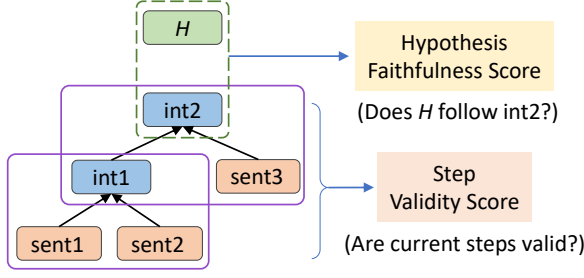 H
Hypothesis
Faithfulness Score
(Does H follow int2?)
int2
int1
sent3
Step
Validity Score
sent1
sent2
(Are current steps valid?)